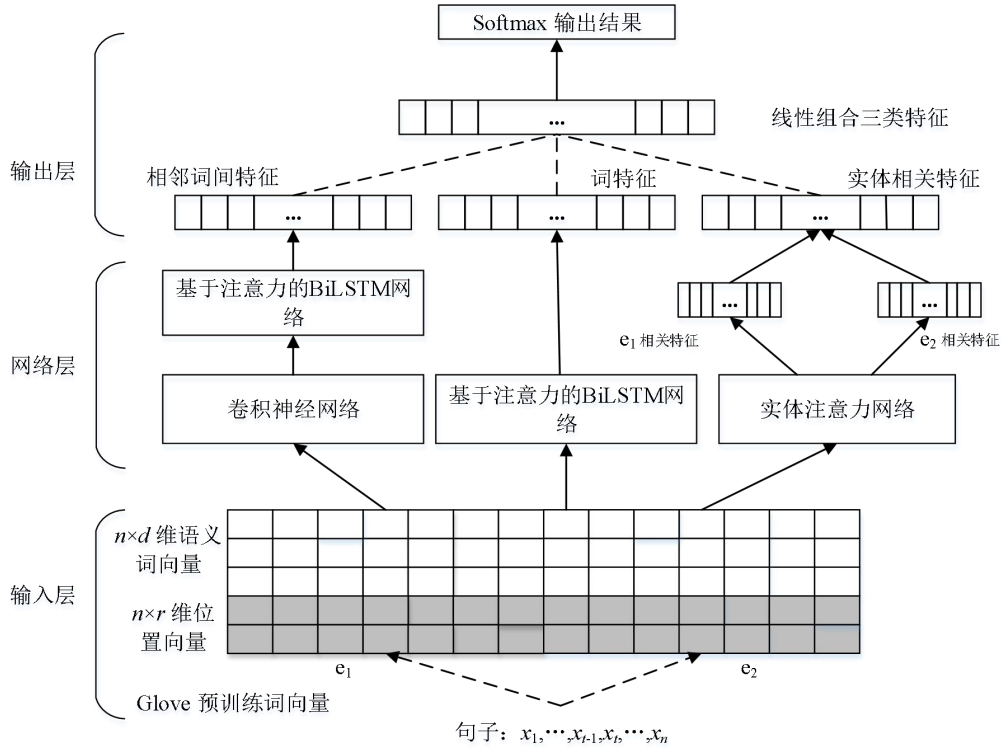 Softmax 输出结果
...
线性组合三类特征
输出层
相邻词间特征
词特征
实体相关特征
...
...
...
基于注意力的BiLSTM网
络
...
...
e1 相关特征
e2 相关特征
网络层
卷积神经网络
基于注意力的BiLSTM网
络
实体注意力网络
n×d 维语义
词向量
输入层
n×r 维位
置向量
e1
e2
Glove 预训练词向量
句子：x1,···,xt-1,xt,···,xn